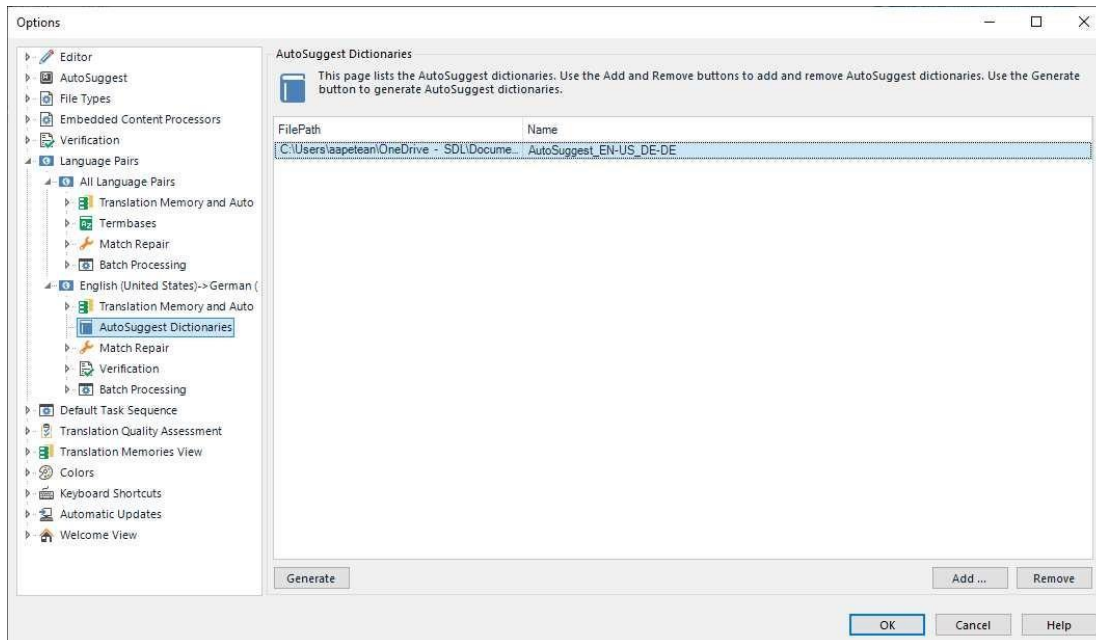 Options
Editor
AutoSuggest
File Types
Embedded Content Processors
Verification
Language Pairs
All Language Pairs
Translation Memory and Auto
Termbases
Match Repair
Batch Processing
English (United States)->German (
Translation Memory and Auto
AutoSuggest Dictionaries
Match Repair
Verification
Batch Processing
Default Task Sequence
Translation Quality Assessment
Translation Memories View
Colors
Keyboard Shortcuts
Automatic Updates
Welcome View
AutoSuggest Dictionaries
This page lists the AutoSuggest dictionaries. Use the Add and Remove buttons to add and remove AutoSuggest dictionaries. Use the Generate
button to generate AutoSuggest dictionaries.
FilePath Name
C:\Users\aapetean\OneDrive - SDL\Docume... AutoSuggest_EN-US_DE-DE
Generate Add ... Remove
OK Cancel Help